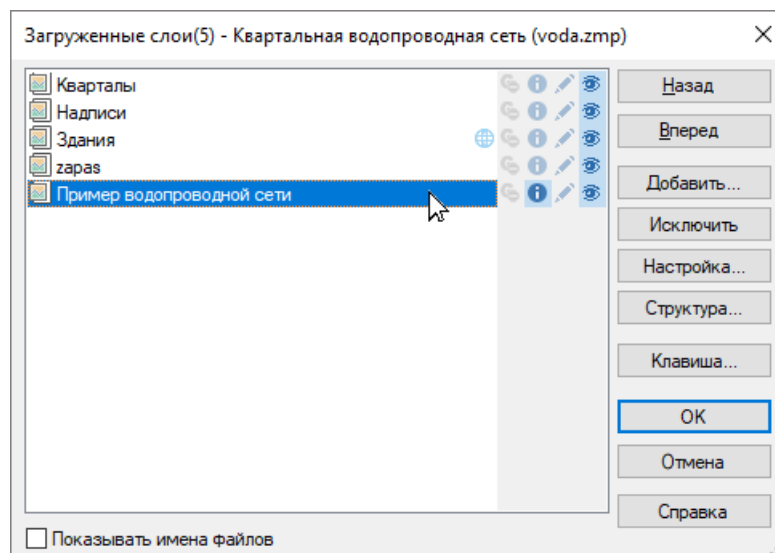 Загруженные слои(5) - Квартальная водопроводная сеть (voda.zmp)
Кварталы
Надписи
Здания
zapas
Пример водопроводной сети
Назад
Вперед
Добавить...
Исключить
Настройка...
Структура...
Клавиша...
OK
Отмена
Справка
Показывать имена файлов